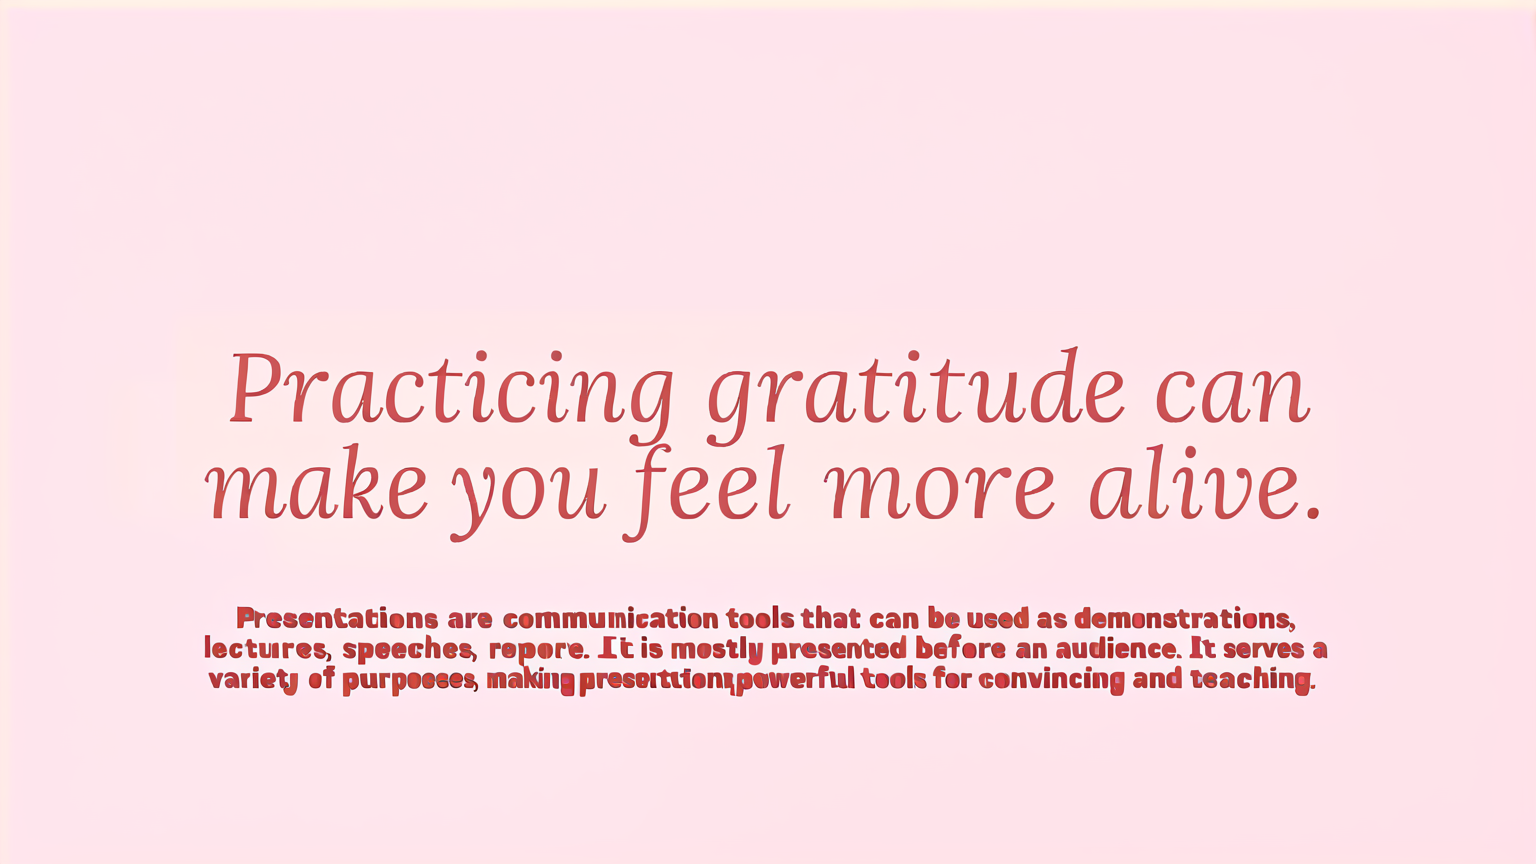 Practicing gratitude can
make you feel more alive.
Presentations are communication tools that can be used as demonstrations,
lectures, speeches, repore. It is mostly presented before an audience. It serves a
variety of purposes, making powerful tools for convincing and teaching.